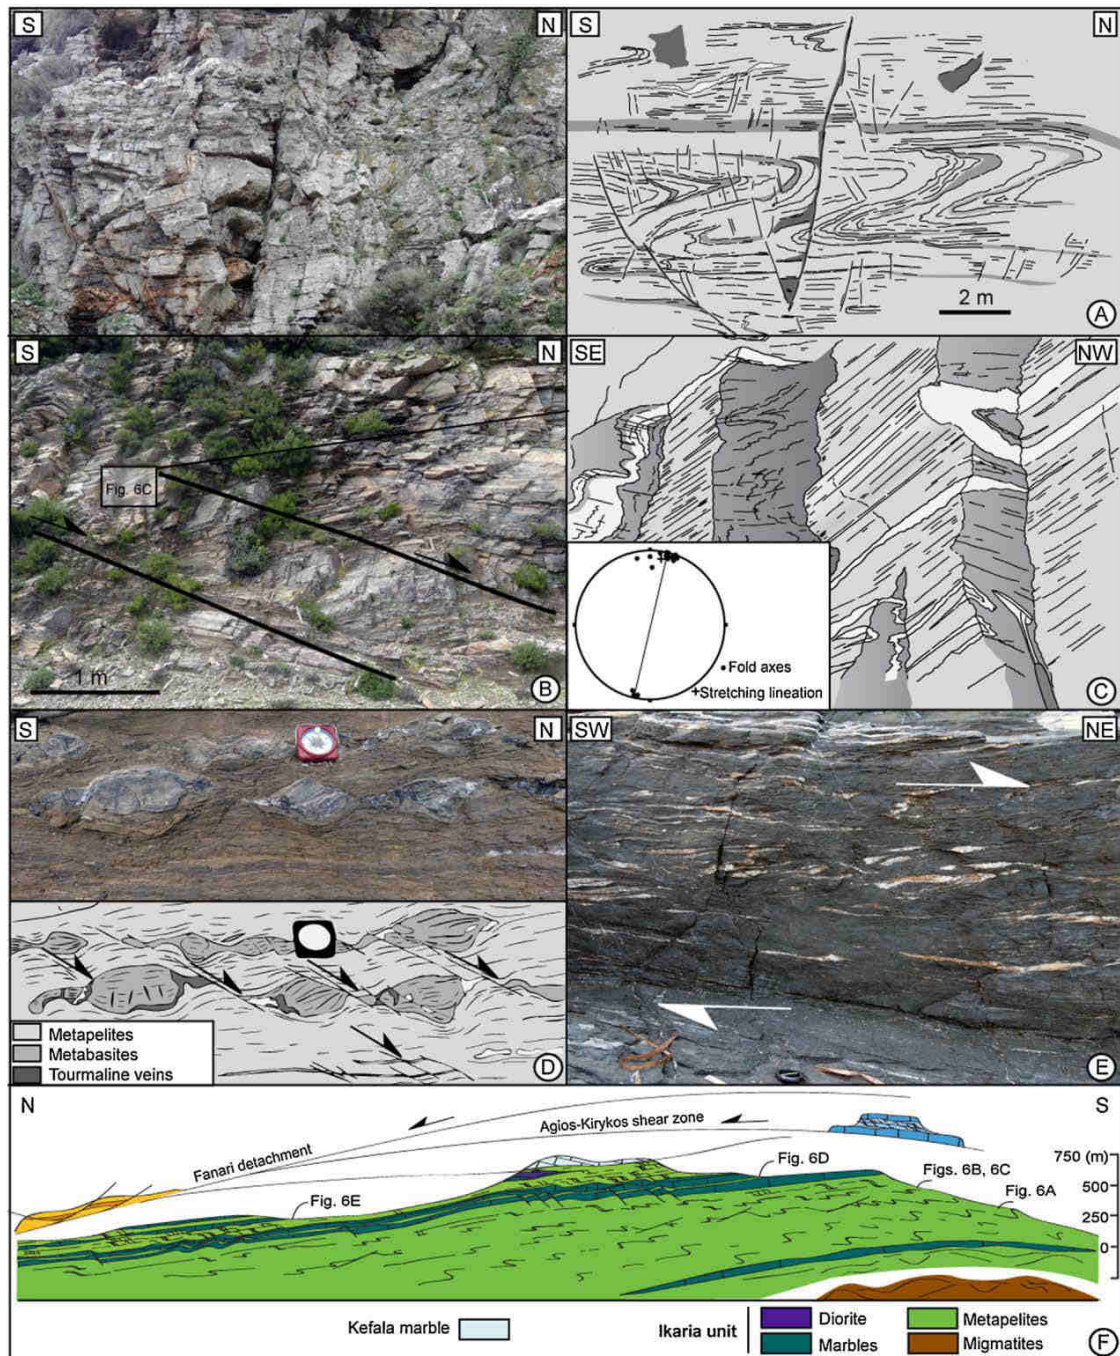 S N
S N
2 m
A
S N
Fig. 6C
1 m
B
SE NW
Fold axes
Stretching lineation
C
S N
Metapelites
Metabasites
Tourmaline veins
D
SW NE
E
N S
Fanari detachment
Agios-Kirykos shear zone
Fig. 6E
Fig. 6D
Figs. 6B, 6C
Fig. 6A
750 (m)
500
250
0
Kefala marble
Ikaria unit
Diorite
Metapelites
Marbles
Migmatites
F